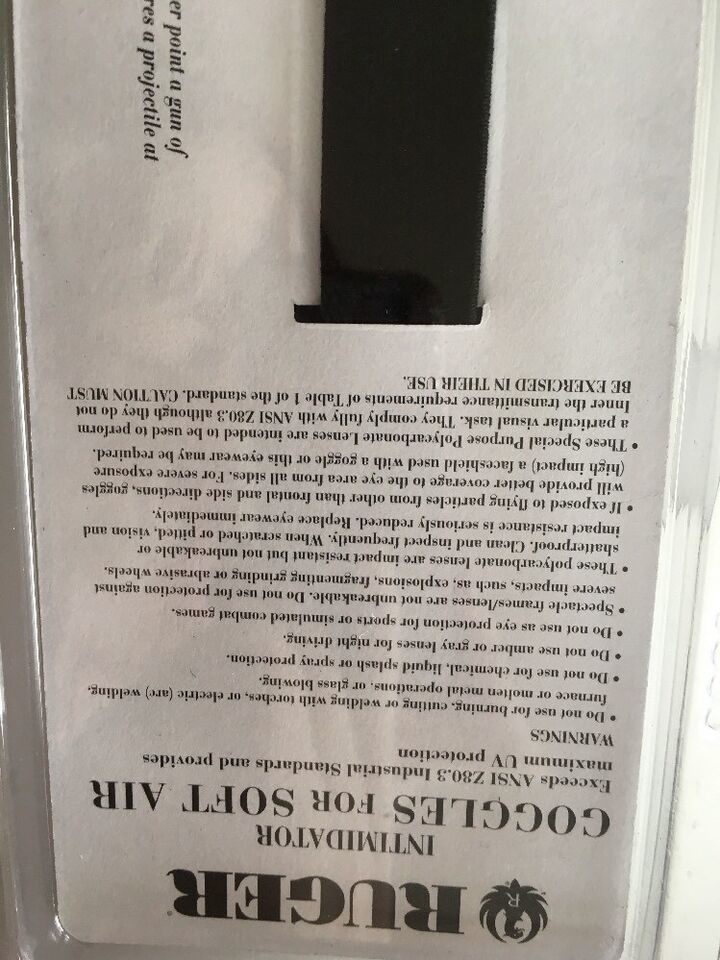 RUGER®
INTIMIDATOR
GOGGLES FOR SOFT AIR
Exceeds ANSI Z80.3 Industrial Standards and provides
maximum UV protection
WARNINGS
• Do not use for burning, cutting or welding with torches, or electric (arc) welding,
furnace or molten metal operations, or glass blowing.
• Do not use for chemical, liquid splash or spray protection.
• Do not use amber or gray lenses for night driving.
• Do not use as eye protection for sports or simulated combat games.
• Spectacle frames/lenses are not unbreakable. Do not use for protection against
severe impacts, such as, explosions, fragmenting grinding or abrasive wheels.
• These polycarbonate lenses are impact resistant but not unbreakable or
shatterproof. Clean and inspect frequently. When scratched or pitted, vision and
impact resistance is seriously reduced. Replace eyewear immediately.
• If exposed to flying particles from other than frontal and side directions, goggles
will provide better coverage to the eye area from all sides. For severe exposure
(high impact) a faceshield used with a goggle or this eyewear may be required.
• These Special Purpose Polycarbonate Lenses are intended to be used to perform
a particular visual task. They comply fully with ANSI Z80.3 although they do not
Inner the transmittance requirements of Table 1 of the standard. CAUTION MUST
BE EXERCISED IN THEIR USE.
er point a gun of
res a projectile at